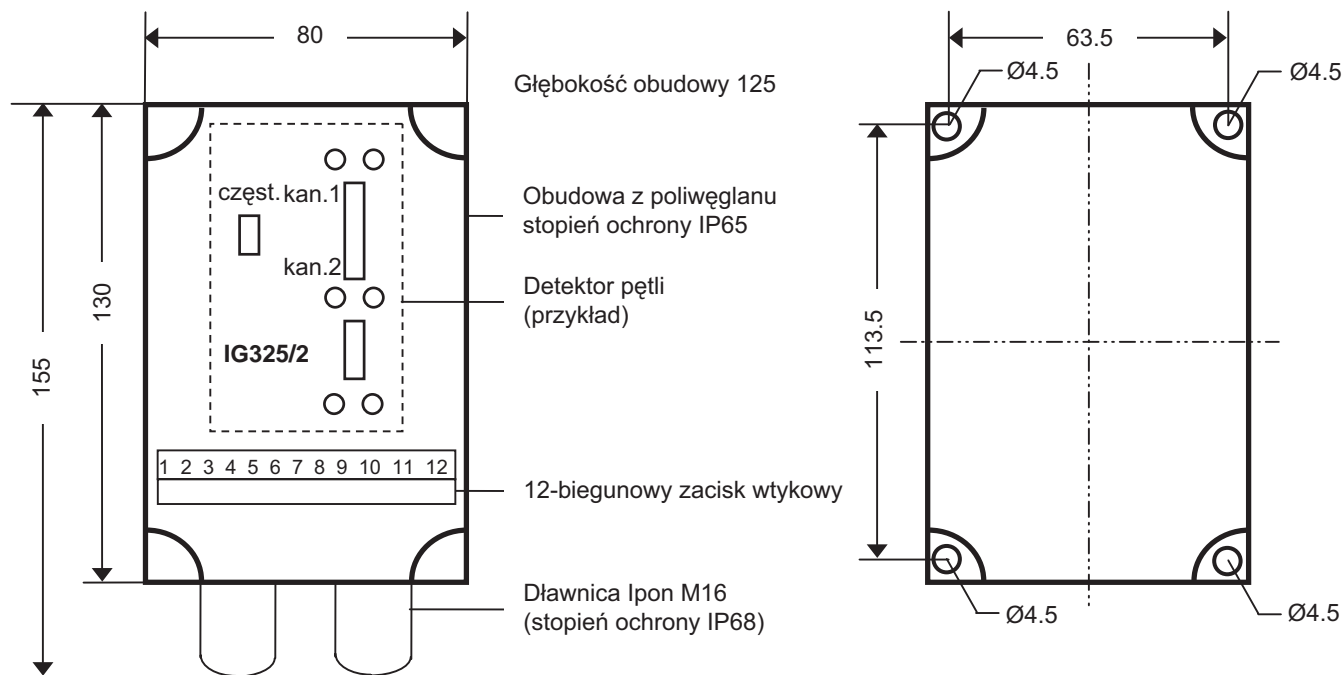 80
Głębokość obudowy 125
63.5
Ø4.5
Ø4.5
częst.
kan.1
kan.2
Obudowa z poliwęglanu
stopień ochrony IP65
Detektor pętli
(przykład)
IG325/2
155
130
113.5
1 2 3 4 5 6 7 8 9 10 11 12
12-biegunowy zacisk wtykowy
Dławnica Ipon M16
(stopień ochrony IP68)
Ø4.5
Ø4.5